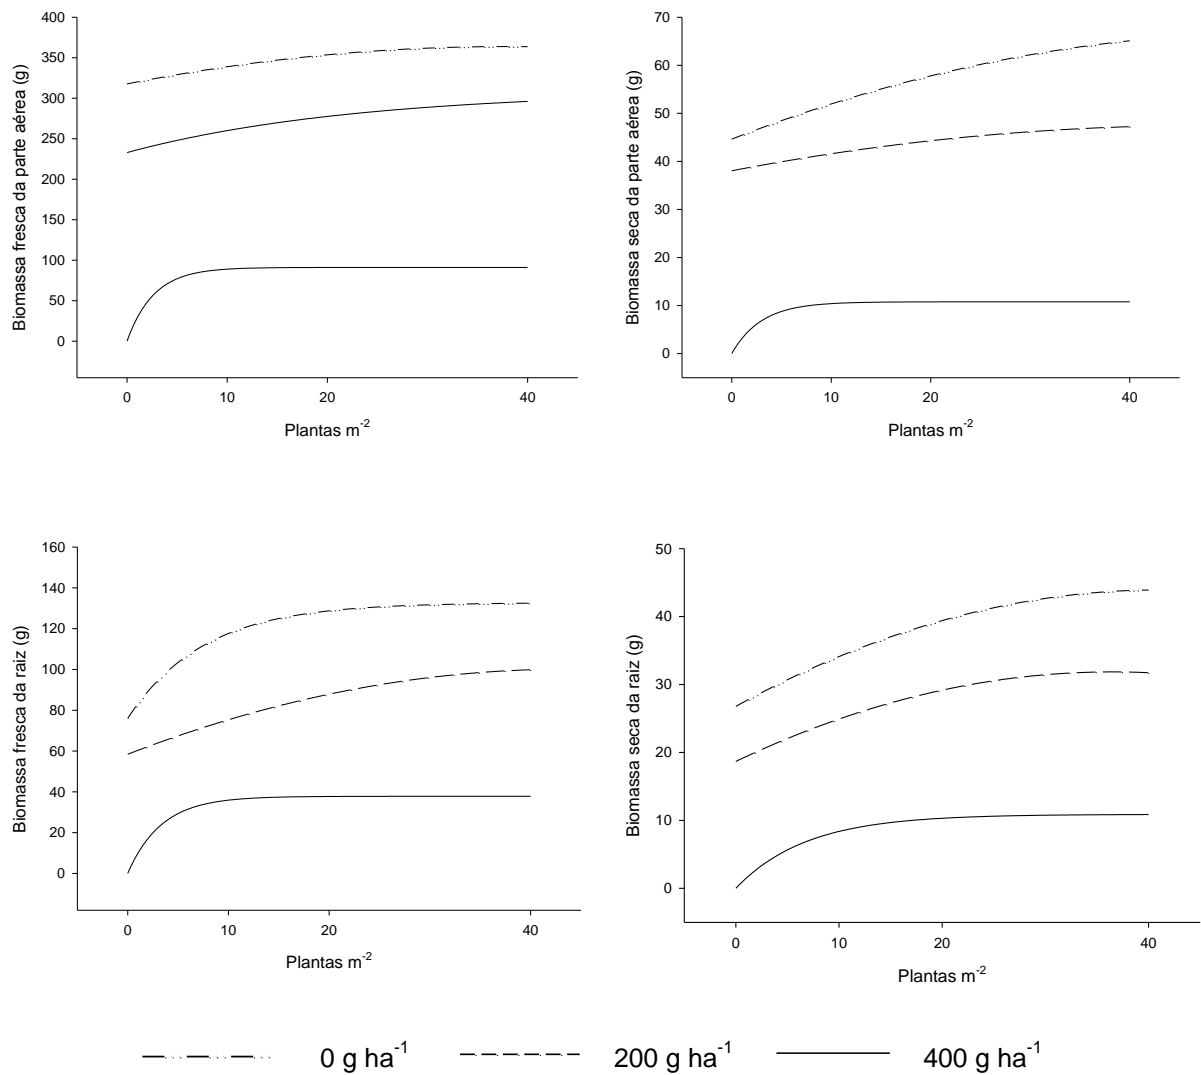 Biomassa fresca da parte aérea (g)
400
350
300
250
200
150
100
50
0
0 10 20 40
Plantas m-2
Biomassa seca da parte aérea (g)
70
60
50
40
30
20
10
0
0 10 20 40
Plantas m-2
Biomassa fresca da raiz (g)
160
140
120
100
80
60
40
20
0
0 10 20 40
Plantas m-2
Biomassa seca da raiz (g)
50
40
30
20
10
0
0 10 20 40
Plantas m-2
0 g ha-1 200 g ha-1 400 g ha-1